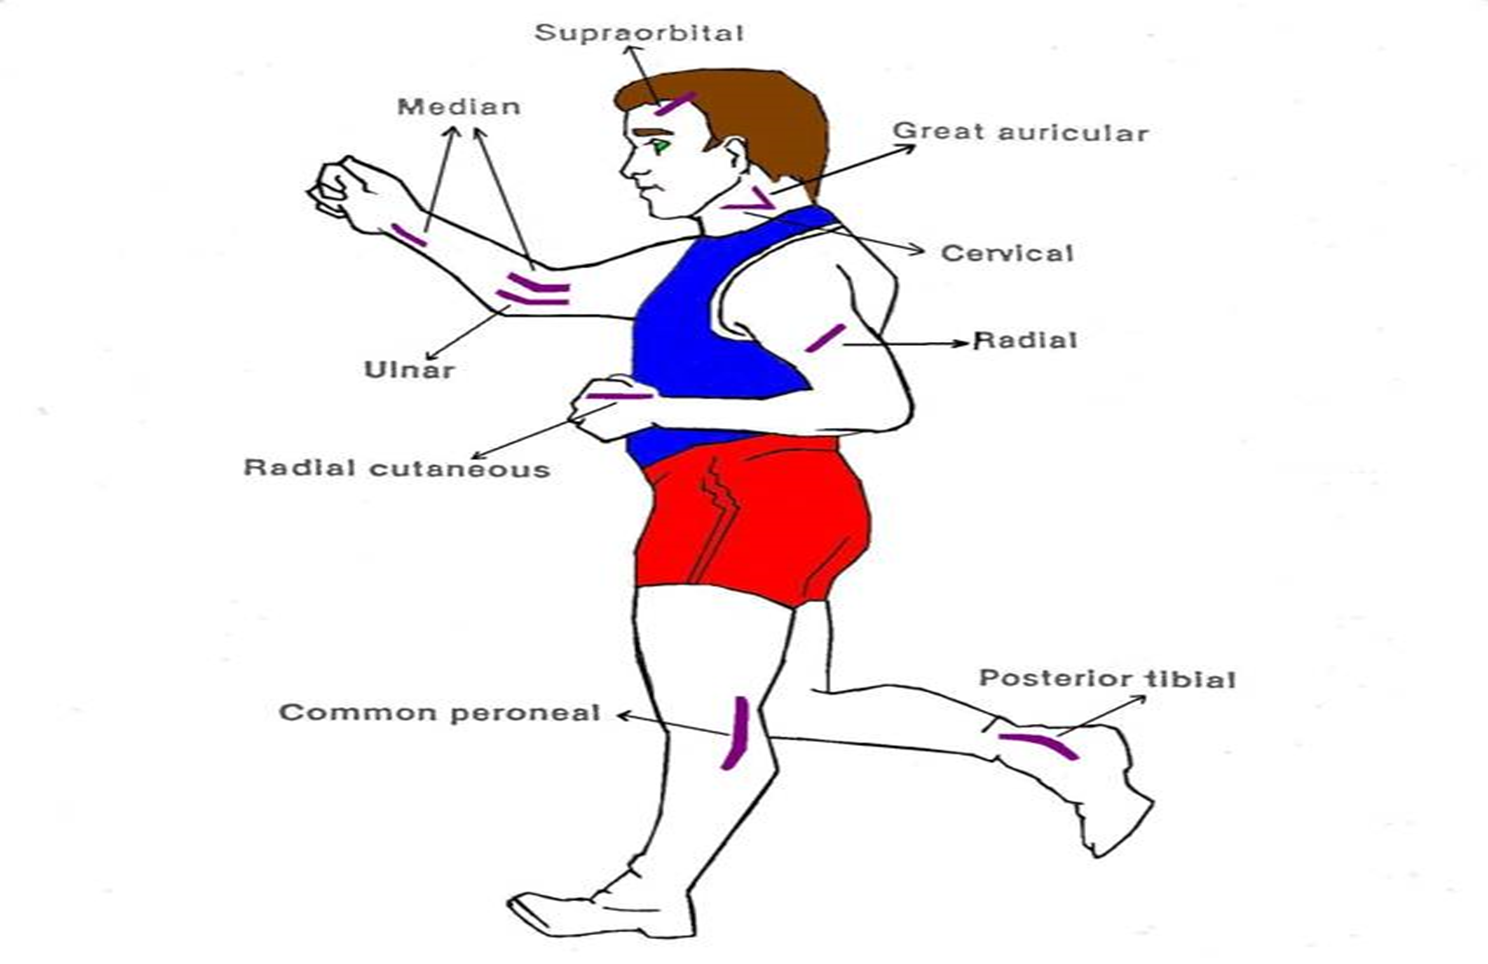 Supraorbital
Median
Great auricular
Cervical
Radial
Ulnar
Radial cutaneous
Posterior tibial
Common peroneal